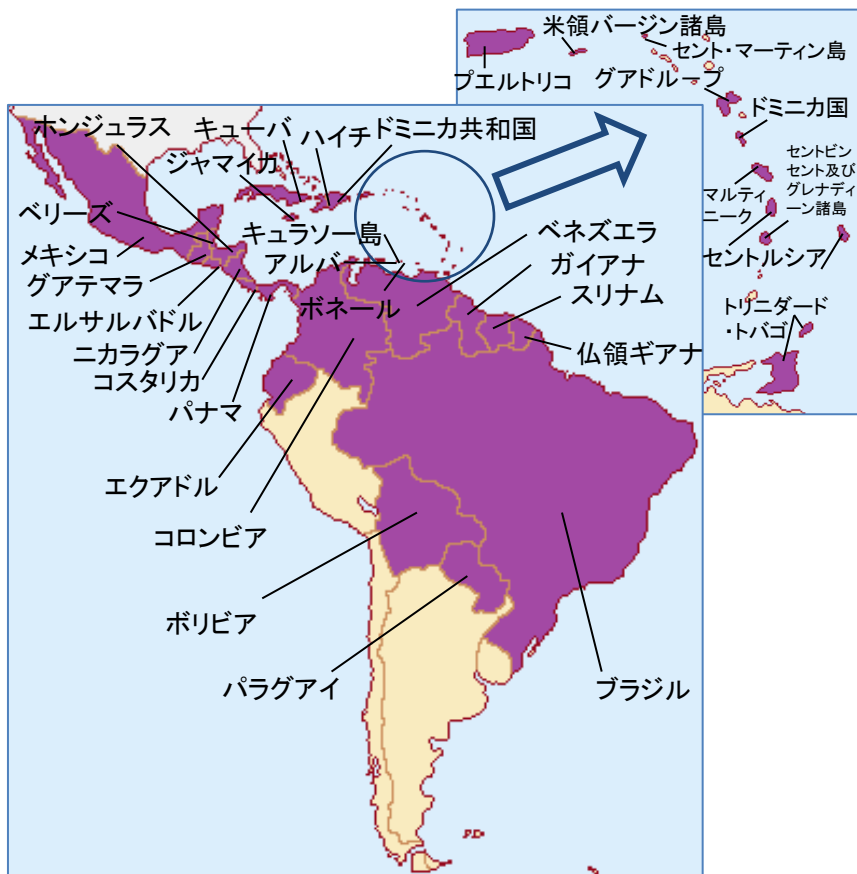 米領バージン諸島
セント・マーティン島
プエルトリコ
グアドループ
ドミニカ国
セントビン
セント及び
グレナディ
ーン諸島
マルティ
ニーク
セントルシア
トリニダード
・トバゴ
ホンジュラス
キューバ
ハイチ
ドミニカ共和国
ジャマイカ
ベリーズ
キュラソー島
ベネズエラ
メキシコ
アルバ
ガイアナ
グアテマラ
スリナム
エルサルバドル
ボネール
ニカラグア
仏領ギアナ
コスタリカ
パナマ
エクアドル
コロンビア
ボリビア
パラグアイ
ブラジル